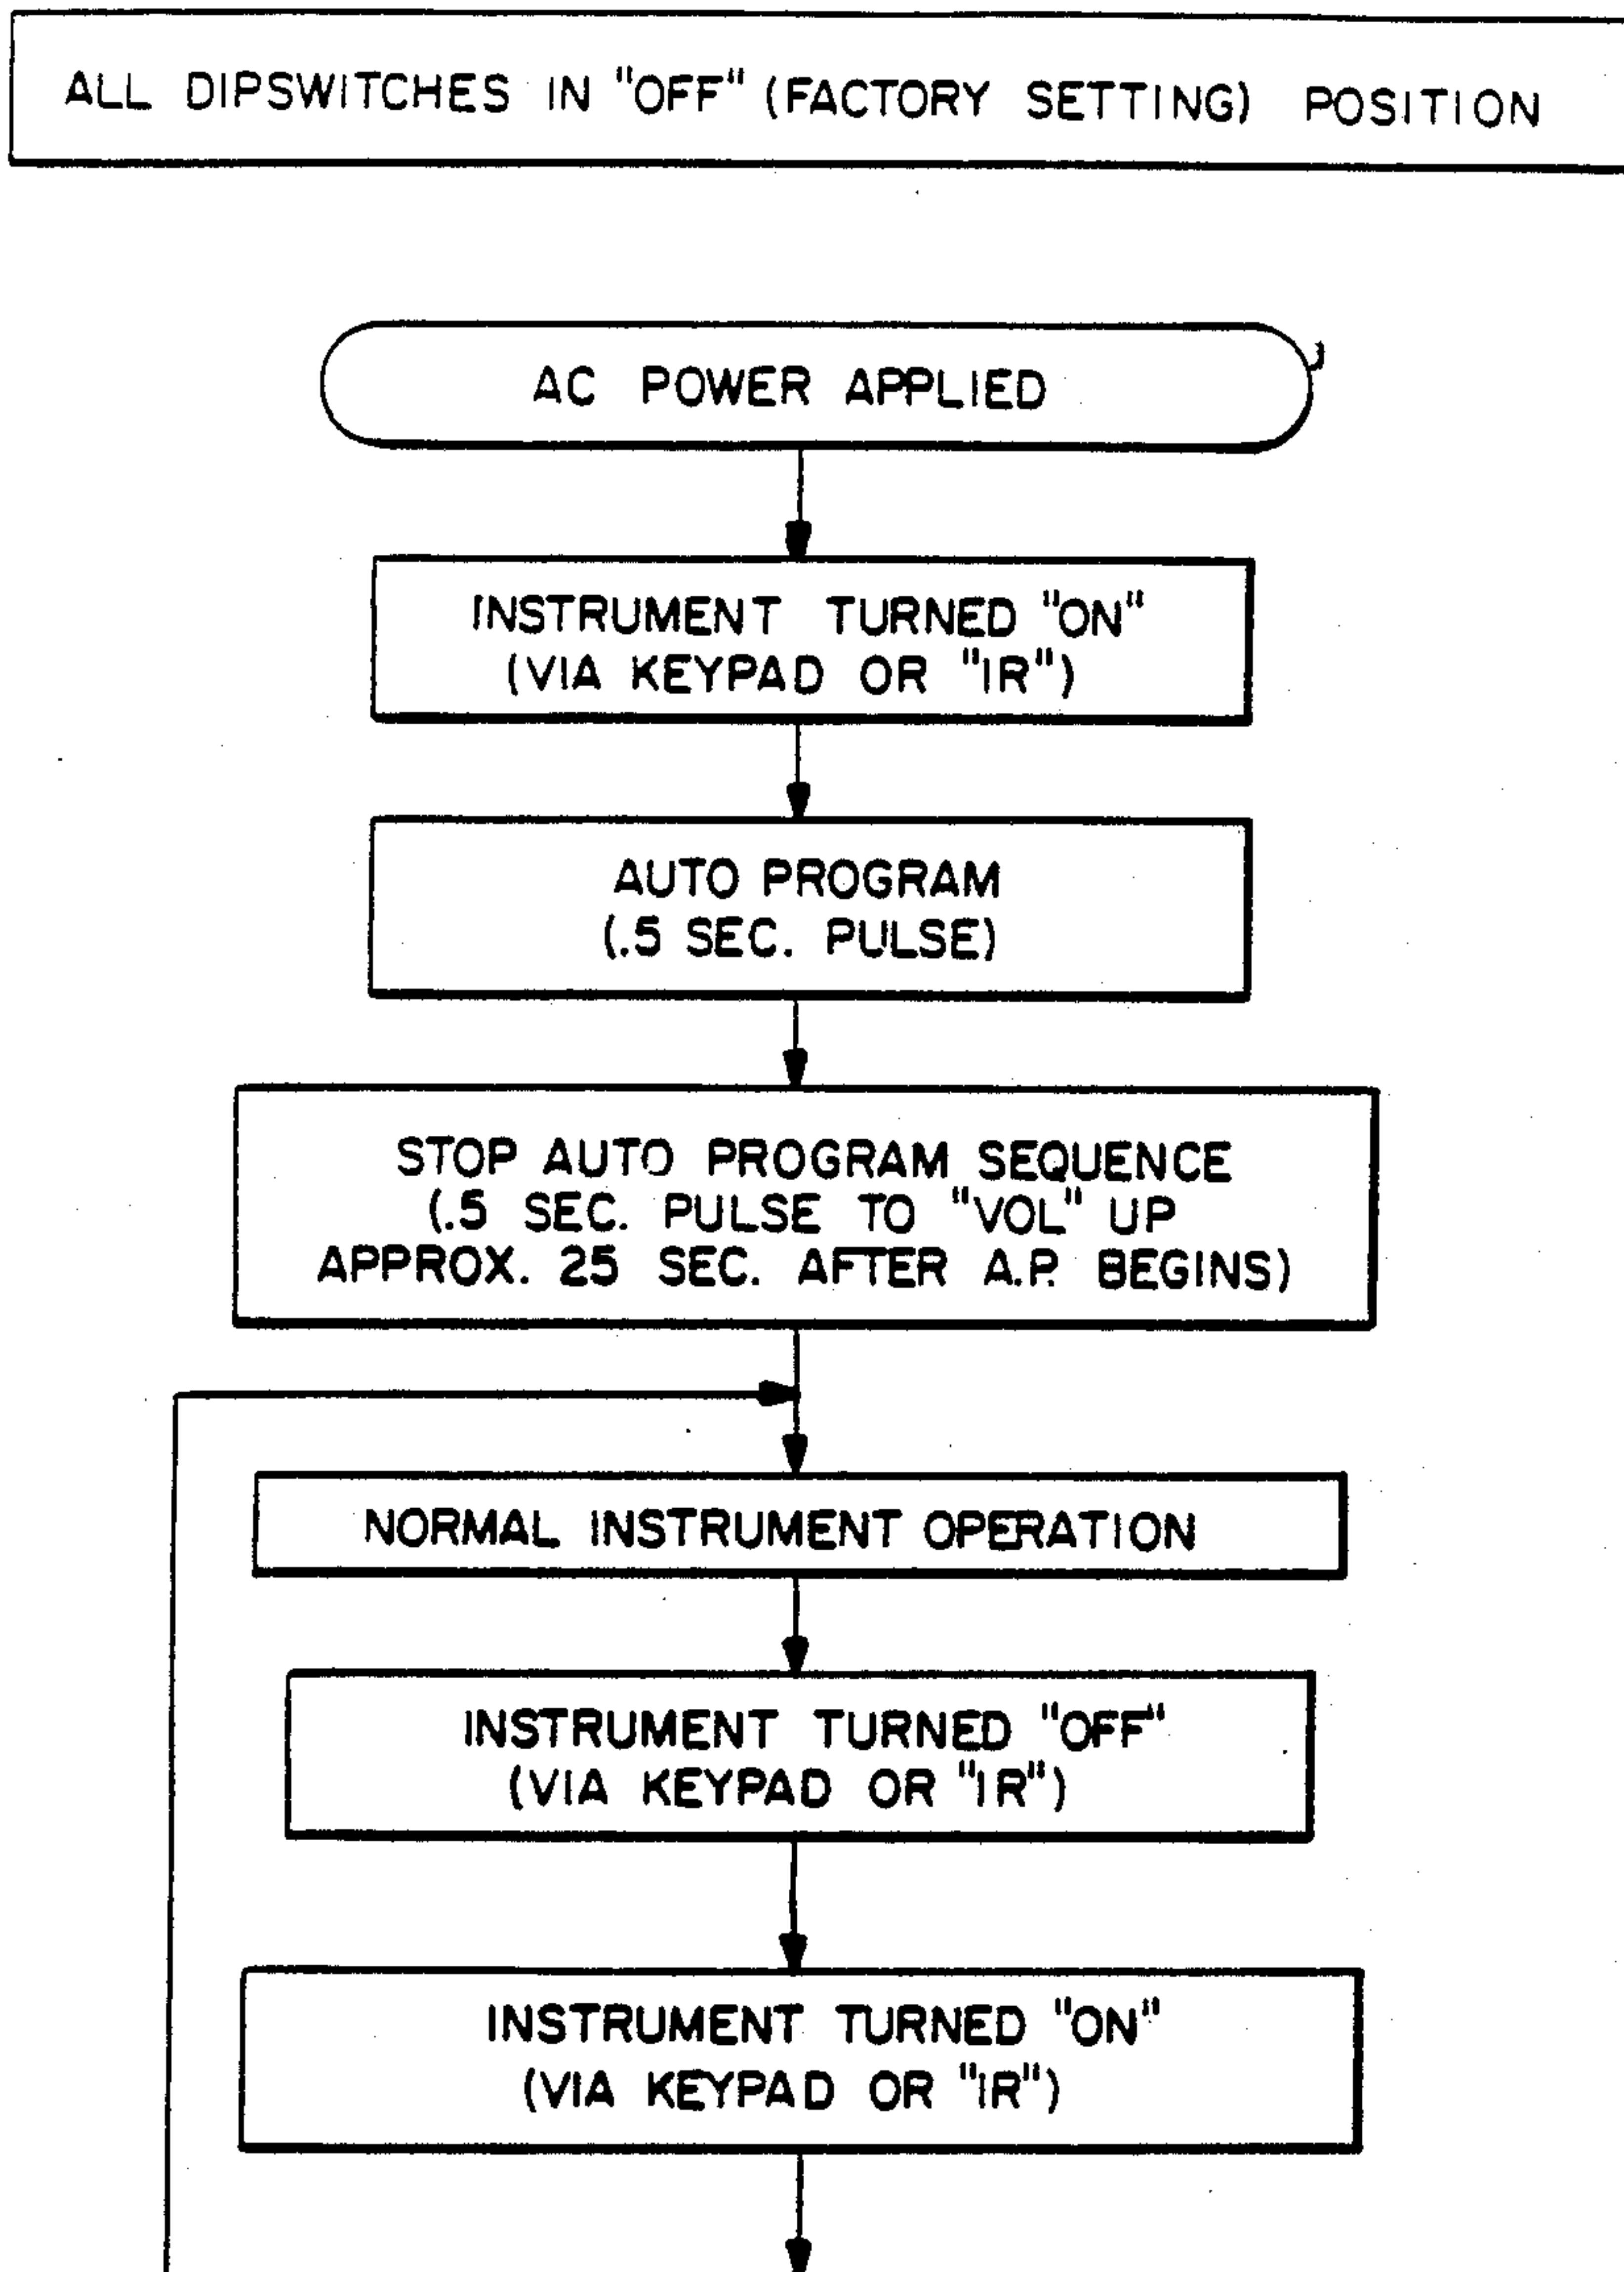 ALL DIPSWITCHES IN "OFF" (FACTORY SETTING) POSITION
AC POWER APPLIED
INSTRUMENT TURNED "ON"
(VIA KEYPAD OR "IR")
AUTO PROGRAM
(.5 SEC. PULSE)
STOP AUTO PROGRAM SEQUENCE
(.5 SEC. PULSE TO "VOL" UP
APPROX. 25 SEC. AFTER A.P. BEGINS)
NORMAL INSTRUMENT OPERATION
INSTRUMENT TURNED "OFF"
(VIA KEYPAD OR "IR")
INSTRUMENT TURNED "ON"
(VIA KEYPAD OR "IR")